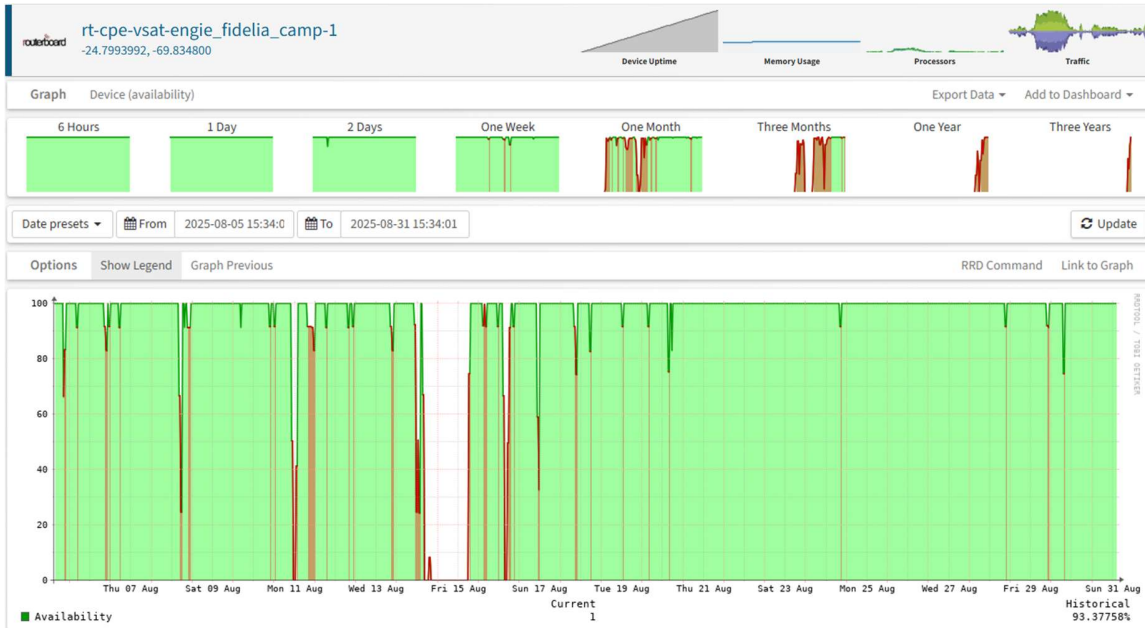 routerboard
rt-cpe-vsat-engie_fidelia_camp-1
-24.7993992, -69.834800
Device Uptime
Memory Usage
Processors
Traffic
Graph Device (availability)
Export Data Add to Dashboard
6 Hours
1 Day
2 Days
One Week
One Month
Three Months
One Year
Three Years
Date presets From 2025-08-05 15:34:0 To 2025-08-31 15:34:01 Update
Options Show Legend Graph Previous
RRD Command Link to Graph
100
80
60
40
20
0
Thu 07 Aug Sat 09 Aug Mon 11 Aug Wed 13 Aug Fri 15 Aug Sun 17 Aug Tue 19 Aug Thu 21 Aug Sat 23 Aug Mon 25 Aug Wed 27 Aug Fri 29 Aug Sun 31 Aug
RRDTOOL / TOBI OETIKER
Current Historical
Availability 1 93.37758%